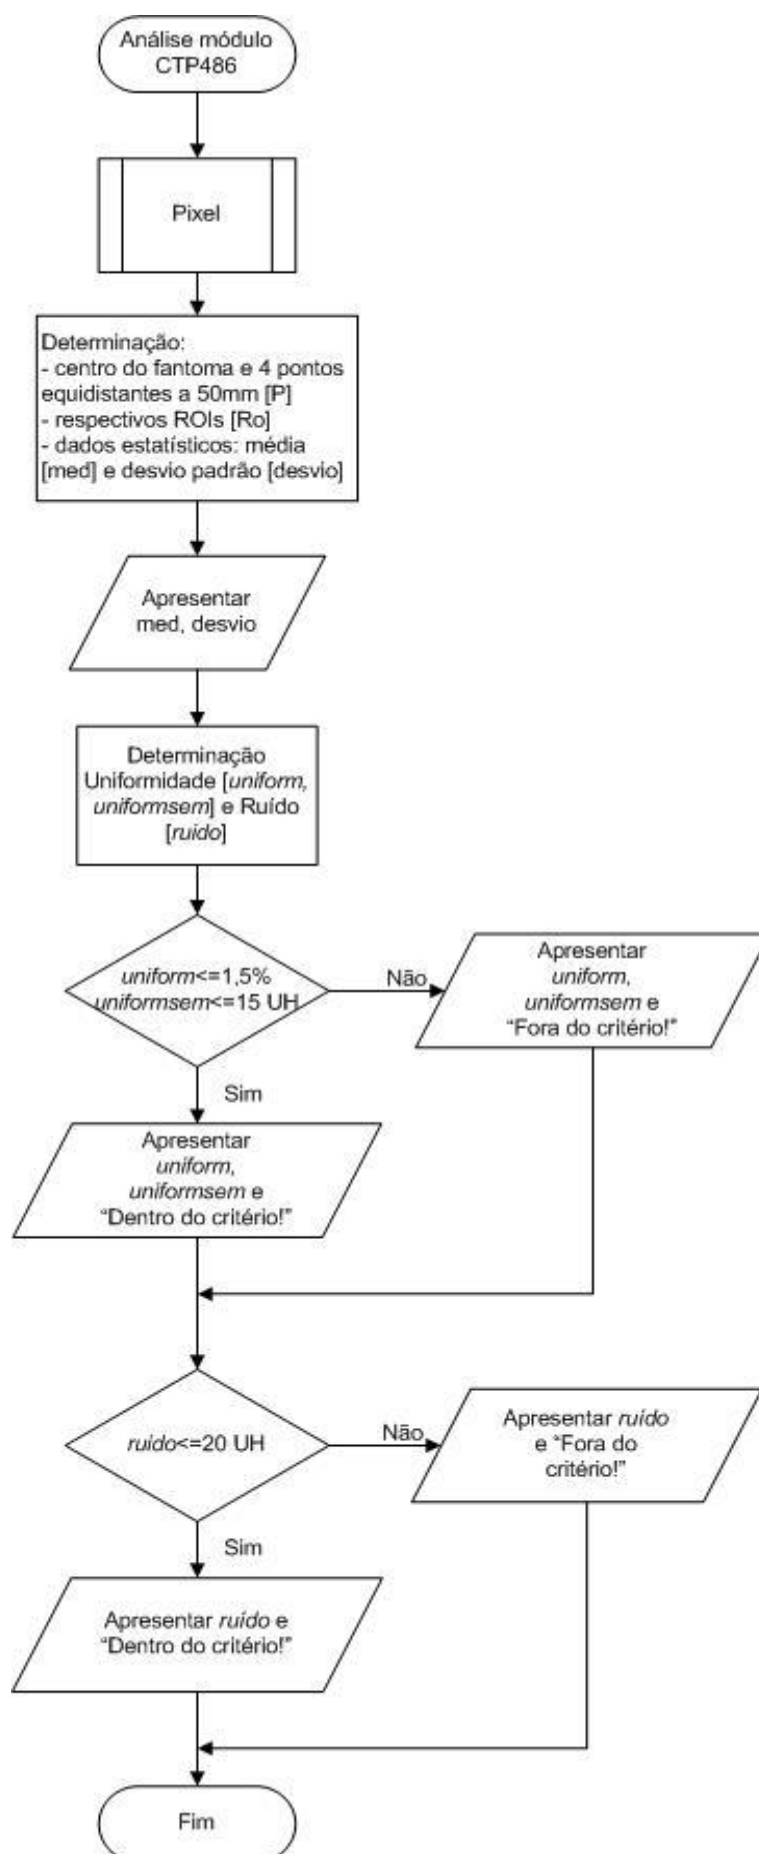 Análise módulo
CTP486
Pixel
Determinação:
- centro do fantoma e 4 pontos
equidistantes a 50mm [P]
- respectivos ROIs [Ro]
- dados estatísticos: média
[med] e desvio padrão [desvio]
Apresentar
med, desvio
Determinação
Uniformidade [uniform,
uniformsem] e Ruído
[ruido]
uniform<=1,5%
uniformsem<=15 UH
Não
Apresentar
uniform,
uniformsem e
“Fora do critério!”
Sim
Apresentar
uniform,
uniformsem e
“Dentro do critério!”
ruido<=20 UH
Não
Apresentar ruído
e “Fora do
critério!”
Sim
Apresentar ruído e
“Dentro do critério!”
Fim